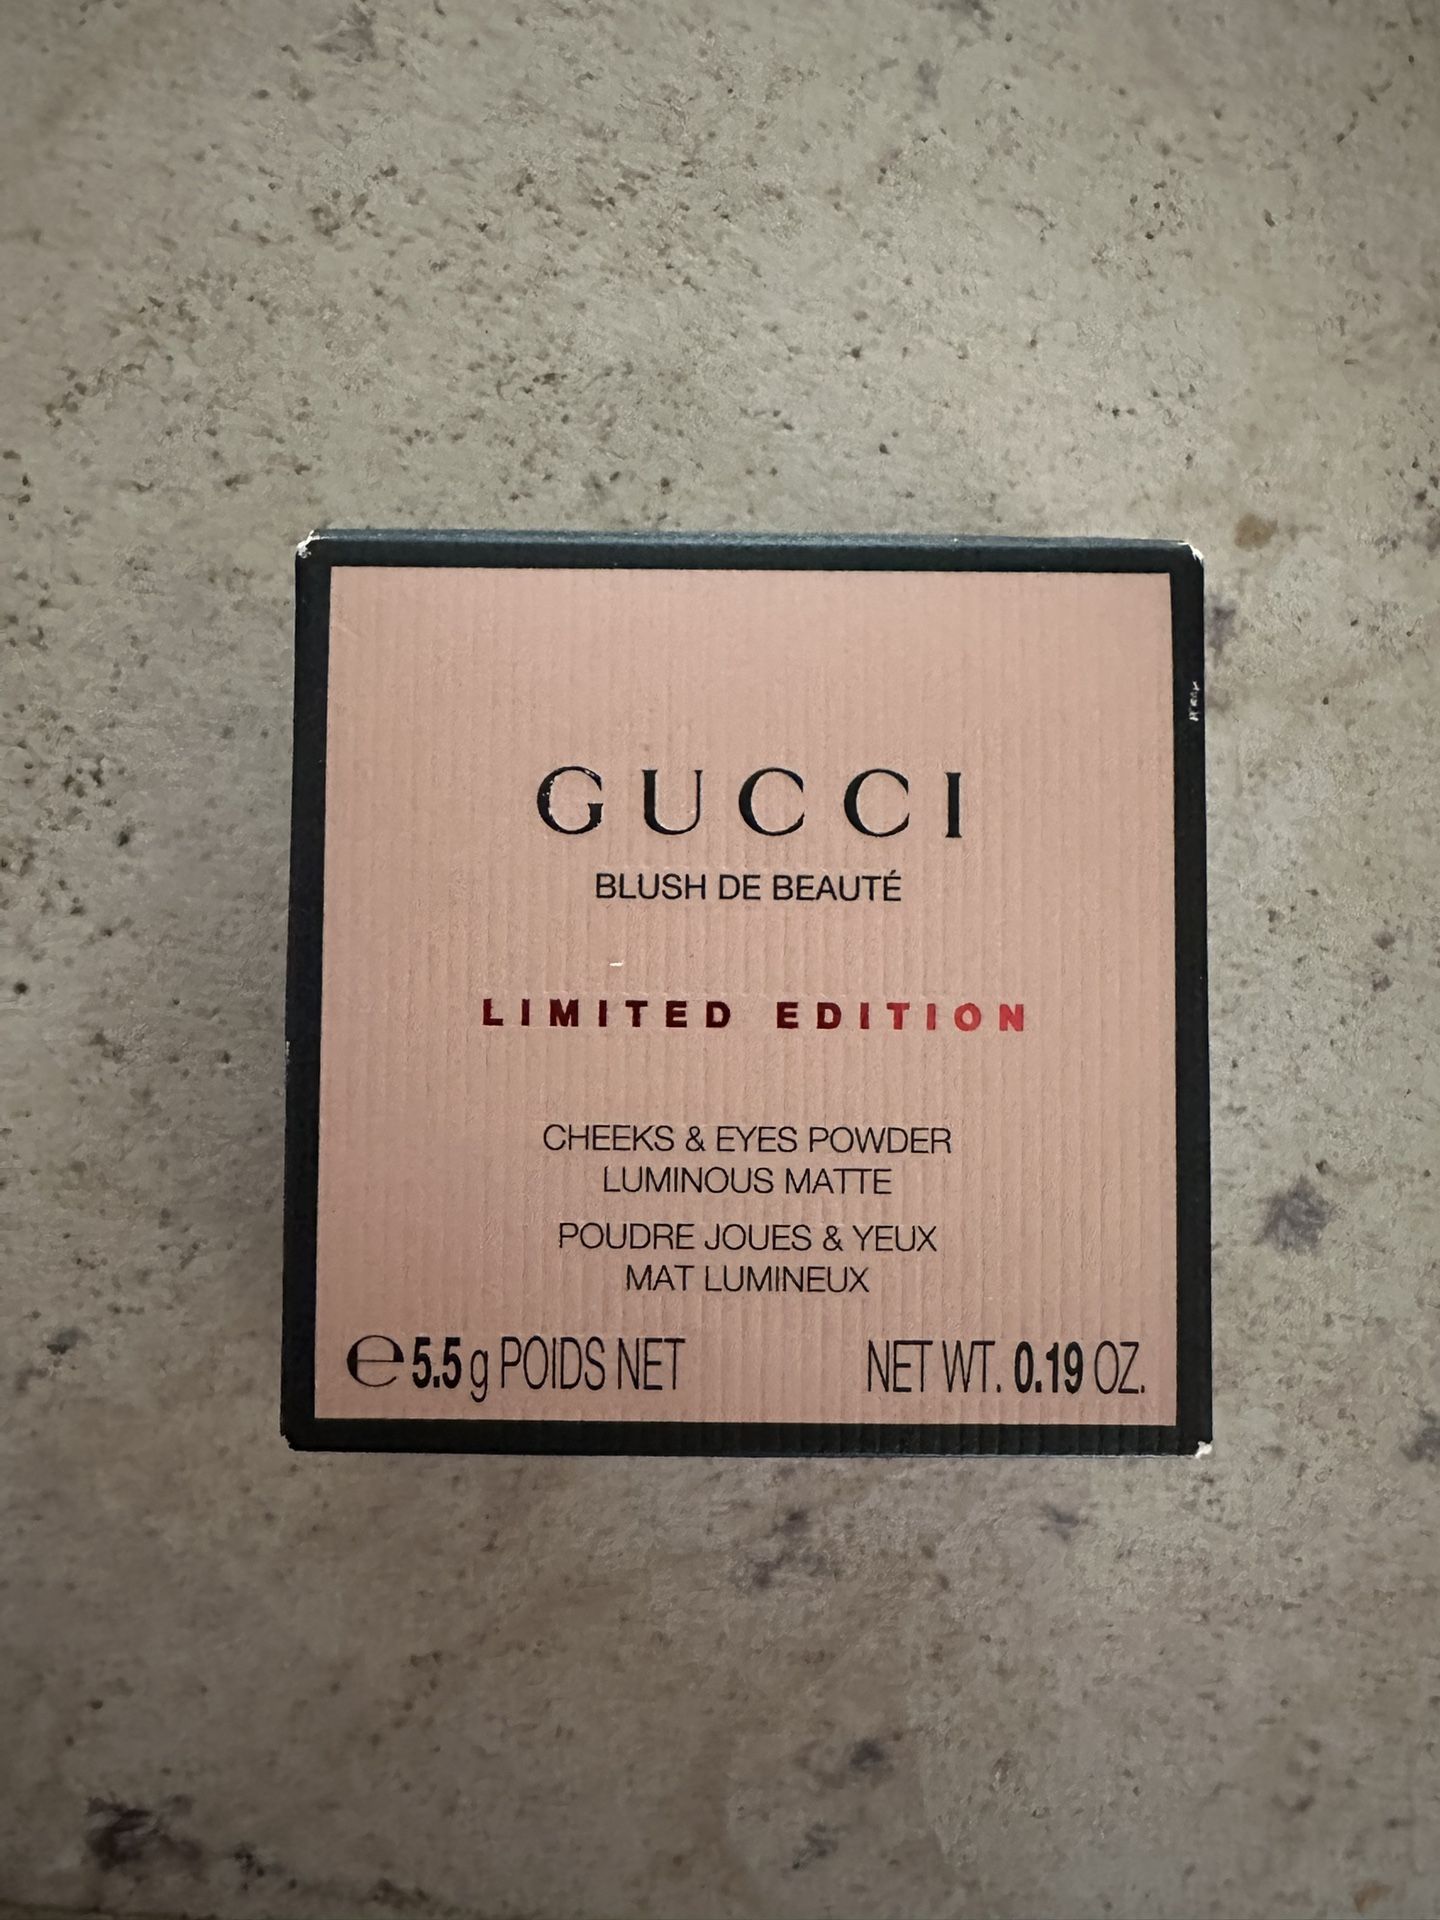 GUCCI
BLUSH DE BEAUTÉ
LIMITED EDITION
CHEEKS & EYES POWDER
LUMINOUS MATTE
POUDRE JOUES & YEUX
MAT LUMINEUX
℮ 5.5 g POIDS NET NET WT. 0.19 OZ.